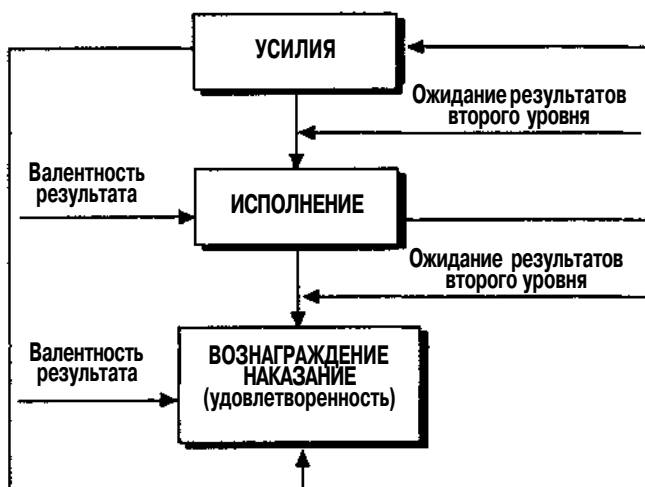 УСИЛИЯ
Ожидание результатов
второго уровня
Валентность
результата
ИСПОЛНЕНИЕ
Ожидание результатов
второго уровня
Валентность
результата
ВОЗНАГРАЖДЕНИЕ
НАКАЗАНИЕ
(удовлетворенность)